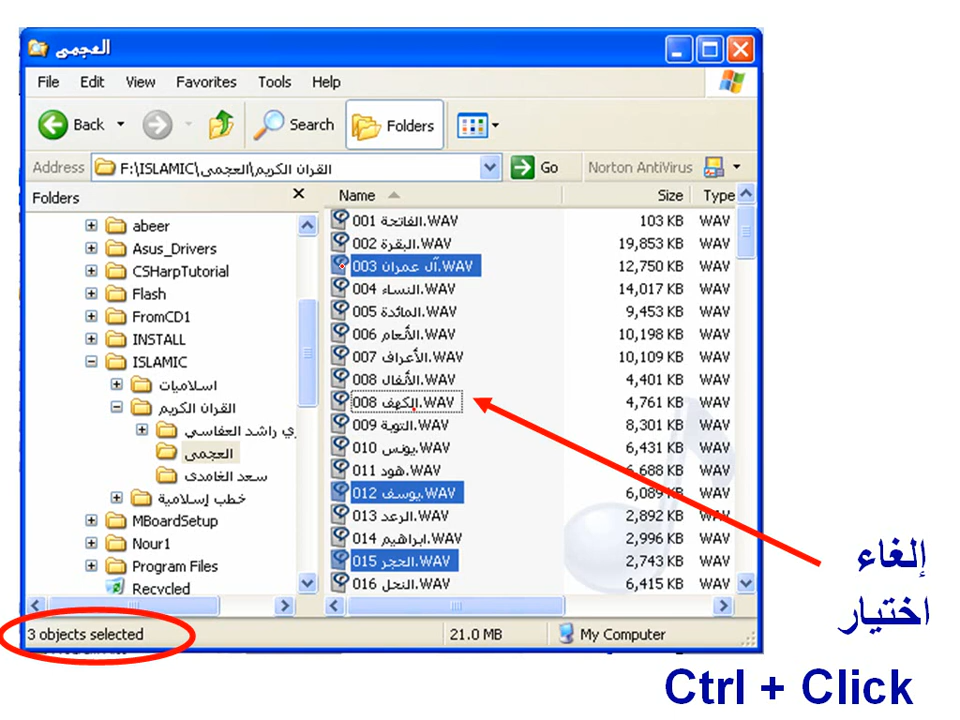 العجمى
File Edit View Favorites Tools Help
Back Search Folders
Address F:\ISLAMIC\القران الكريم\العجمى Go Norton AntiVirus
Folders
abeer
Asus_Drivers
CSHarpTutorial
Flash
FromCD1
INSTALL
ISLAMIC
اسلاميات
القران الكريم
ري راشد العفاسي
العجمى
سعد الغامدى
خطب إسلامية
MBoardSetup
Nour1
Program Files
Recycled
Name Size Type
001 الفاتحة.WAV 103 KB WAV
002 البقرة.WAV 19,853 KB WAV
003 آل عمران.WAV 12,750 KB WAV
004 النساء.WAV 14,017 KB WAV
005 المائدة.WAV 9,453 KB WAV
006 الأنعام.WAV 10,198 KB WAV
007 الأعراف.WAV 10,109 KB WAV
008 الأنفال.WAV 4,401 KB WAV
008 الكهف.WAV 4,761 KB WAV
009 التوبة.WAV 8,301 KB WAV
010 يونس.WAV 6,431 KB WAV
011 هود.WAV 6,688 KB WAV
012 يوسف.WAV 6,089 KB WAV
013 الرعد.WAV 2,892 KB WAV
014 ابراهيم.WAV 2,996 KB WAV
015 الحجر.WAV 2,743 KB WAV
016 النحل.WAV 6,415 KB WAV
3 objects selected 21.0 MB My Computer
إلغاء
اختيار
Ctrl + Click